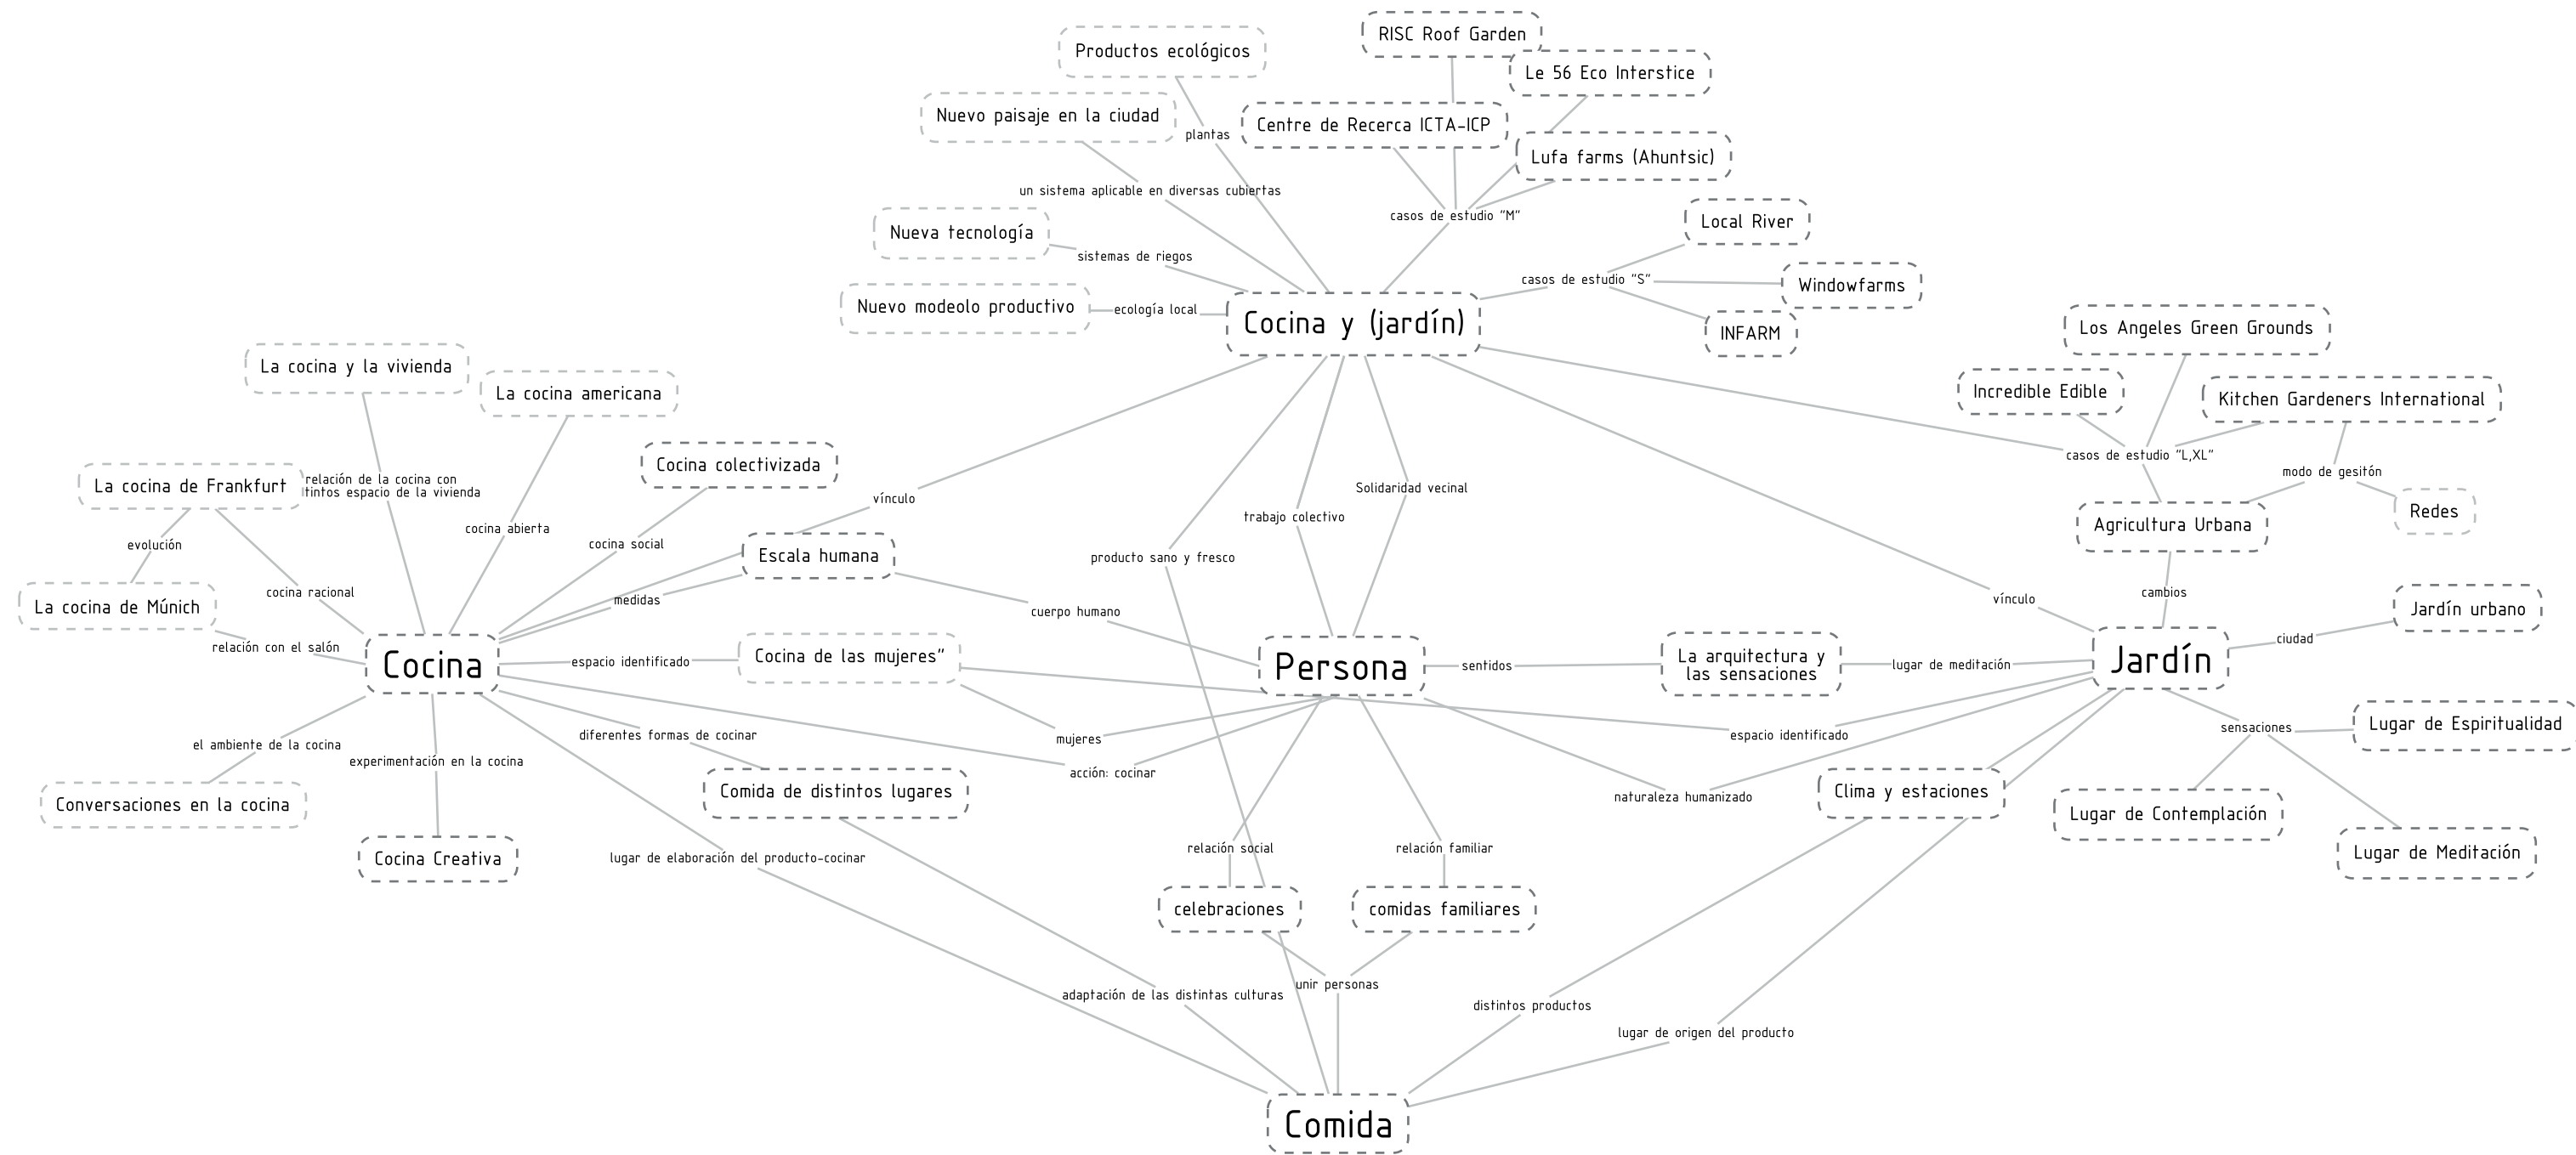 RISC Roof Garden
Productos ecológicos
Le 56 Eco Interstice
Nuevo paisaje en la ciudad
plantas
Centre de Recerca ICTA-ICP
Lufa farms (Ahuntsic)
un sistema aplicable en diversas cubiertas
casos de estudio "M"
Local River
Nueva tecnología
sistemas de riegos
casos de estudio "S"
Windowfarms
Nuevo modeolo productivo
ecología local
Cocina y (jardín)
INFARM
Los Angeles Green Grounds
La cocina y la vivienda
La cocina americana
Incredible Edible
Kitchen Gardeners International
casos de estudio "L,XL"
Cocina colectivizada
modo de gesitón
La cocina de Frankfurt
relación de la cocina con
tintos espacio de la vivienda
vínculo
Solidaridad vecinal
trabajo colectivo
Redes
Agricultura Urbana
cocina abierta
evolución
cocina social
Escala humana
producto sano y fresco
cocina racional
medidas
cuerpo humano
vínculo
cambios
La cocina de Múnich
Jardín urbano
relación con el salón
ciudad
Cocina
espacio identificado
Cocina de las mujeres"
Persona
sentidos
La arquitectura y
las sensaciones
lugar de meditación
Jardín
el ambiente de la cocina
diferentes formas de cocinar
mujeres
espacio identificado
sensaciones
Lugar de Espiritualidad
experimentación en la cocina
acción: cocinar
naturaleza humanizado
Conversaciones en la cocina
Comida de distintos lugares
Clima y estaciones
Lugar de Contemplación
Cocina Creativa
lugar de elaboración del producto-cocinar
relación social
relación familiar
Lugar de Meditación
celebraciones
comidas familiares
unir personas
adaptación de las distintas culturas
distintos productos
lugar de origen del producto
Comida